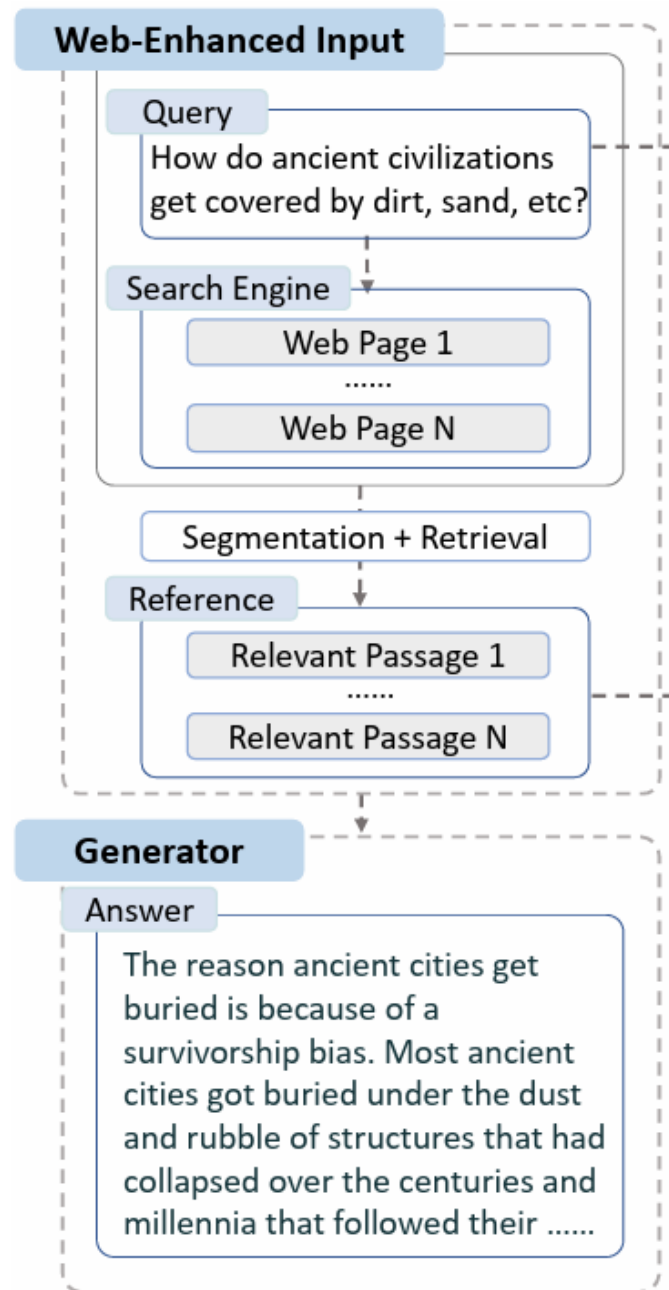 Web-Enhanced Input
Query
How do ancient civilizations
get covered by dirt, sand, etc?
Search Engine
Web Page 1
......
Web Page N
Segmentation + Retrieval
Reference
Relevant Passage 1
......
Relevant Passage N
Generator
Answer
The reason ancient cities get
buried is because of a
survivorship bias. Most ancient
cities got buried under the dust
and rubble of structures that had
collapsed over the centuries and
millennia that followed their ......